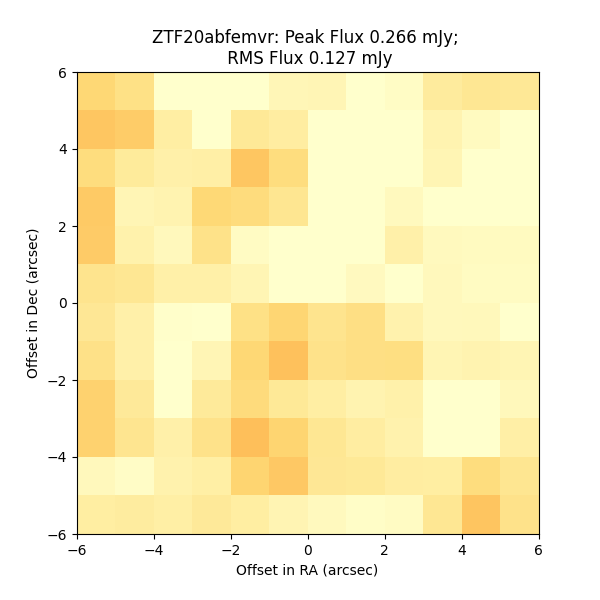 ZTF20abfemvr: Peak Flux 0.266 mJy;
RMS Flux 0.127 mJy
6
4
2
0
−2
−4
−6
Offset in Dec (arcsec)
−6 −4 −2 0 2 4 6
Offset in RA (arcsec)